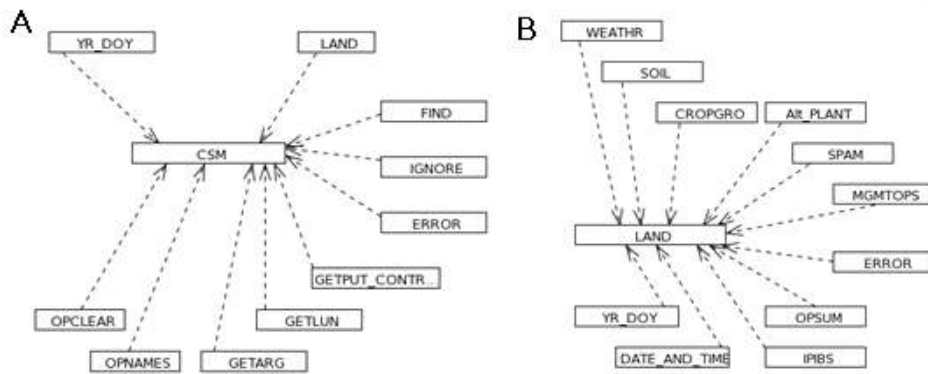 A
YR_DOY
LAND
FIND
CSM
IGNORE
ERROR
GETPUT_CONTR...
OPCLEAR
GETLUN
OPNAMES
GETARG
B
WEATHR
SOIL
CROPGRO
Alt_PLANT
SPAM
MGMTOPS
LAND
ERROR
YR_DOY
OPSUM
DATE_AND_TIME
IPIBS